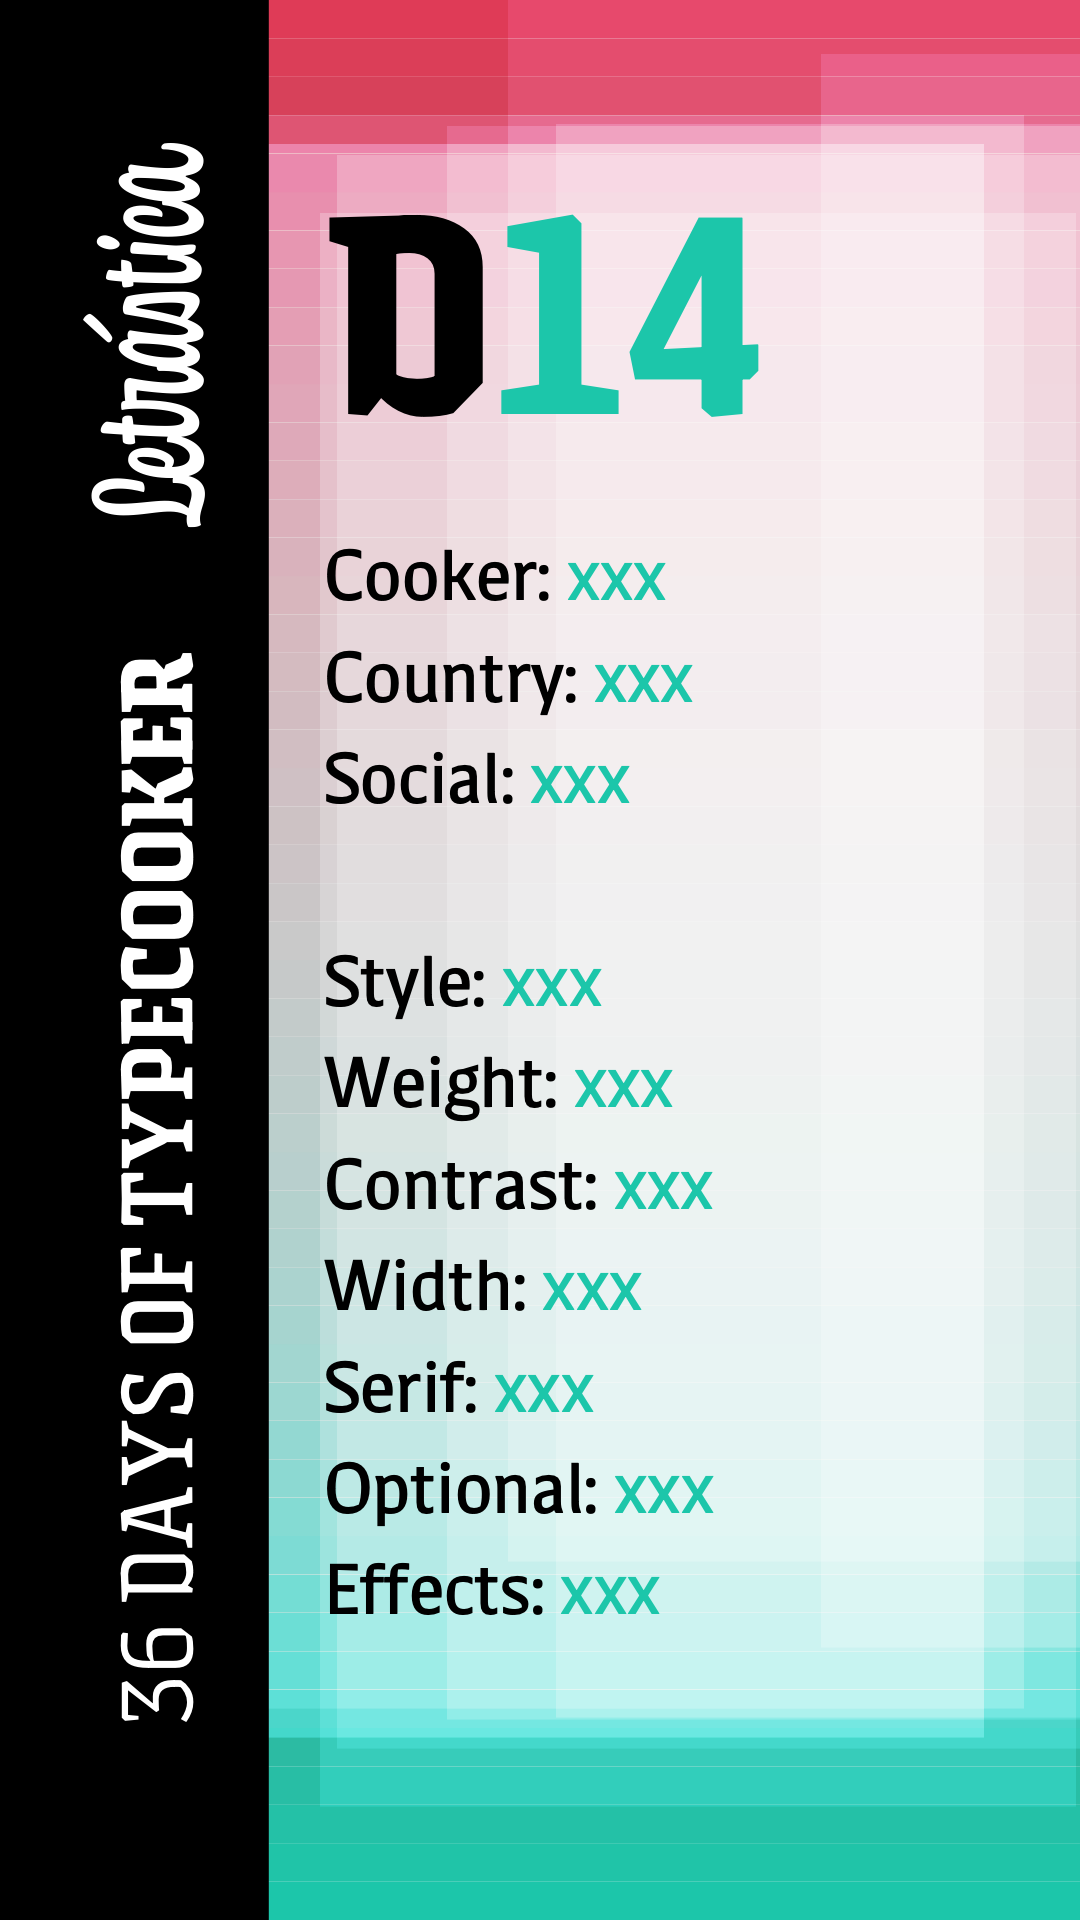 Letrástica
36 DAYS OF TYPECOOKER
D14
Cooker: xxx
Country: xxx
Social: xxx
Style: xxx
Weight: xxx
Contrast: xxx
Width: xxx
Serif: xxx
Optional: xxx
Effects: xxx